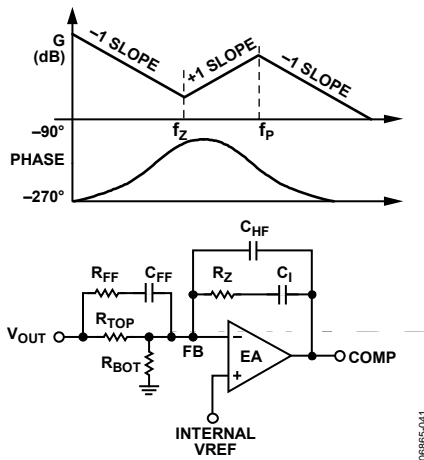 G
(dB)
–1 SLOPE
+1 SLOPE
–1 SLOPE
–90°
fZ
fP
PHASE
–270°
CHF
RFF
CFF
RZ
CI
VOUT
RTOP
RBOT
FB
–
EA
+
COMP
INTERNAL
VREF
06865-041